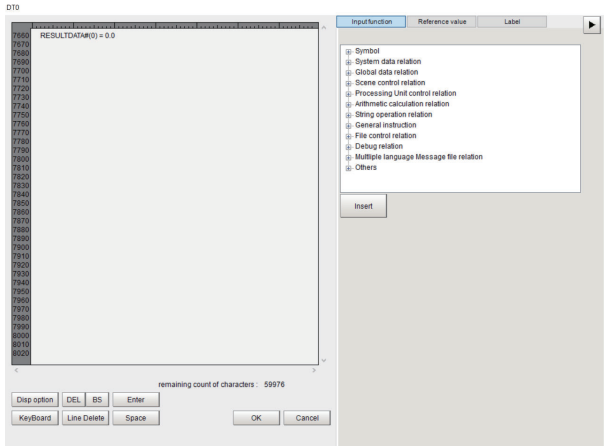 DT0
Input function Reference value Label
7660 RESULTDATA#(0) = 0.0
7670
7680
7690
7700
7710
7720
7730
7740
7750
7760
7770
7780
7790
7800
7810
7820
7830
7840
7850
7860
7870
7880
7890
7900
7910
7920
7930
7940
7950
7960
7970
7980
7990
8000
8010
8020
Symbol
System data relation
Global data relation
Scene control relation
Processing Unit control relation
Arithmetic calculation relation
String operation relation
General instruction
File control relation
Debug relation
Multliple language Message file relation
Others
Insert
remaining count of characters : 59976
Disp option DEL BS Enter
KeyBoard Line Delete Space OK Cancel